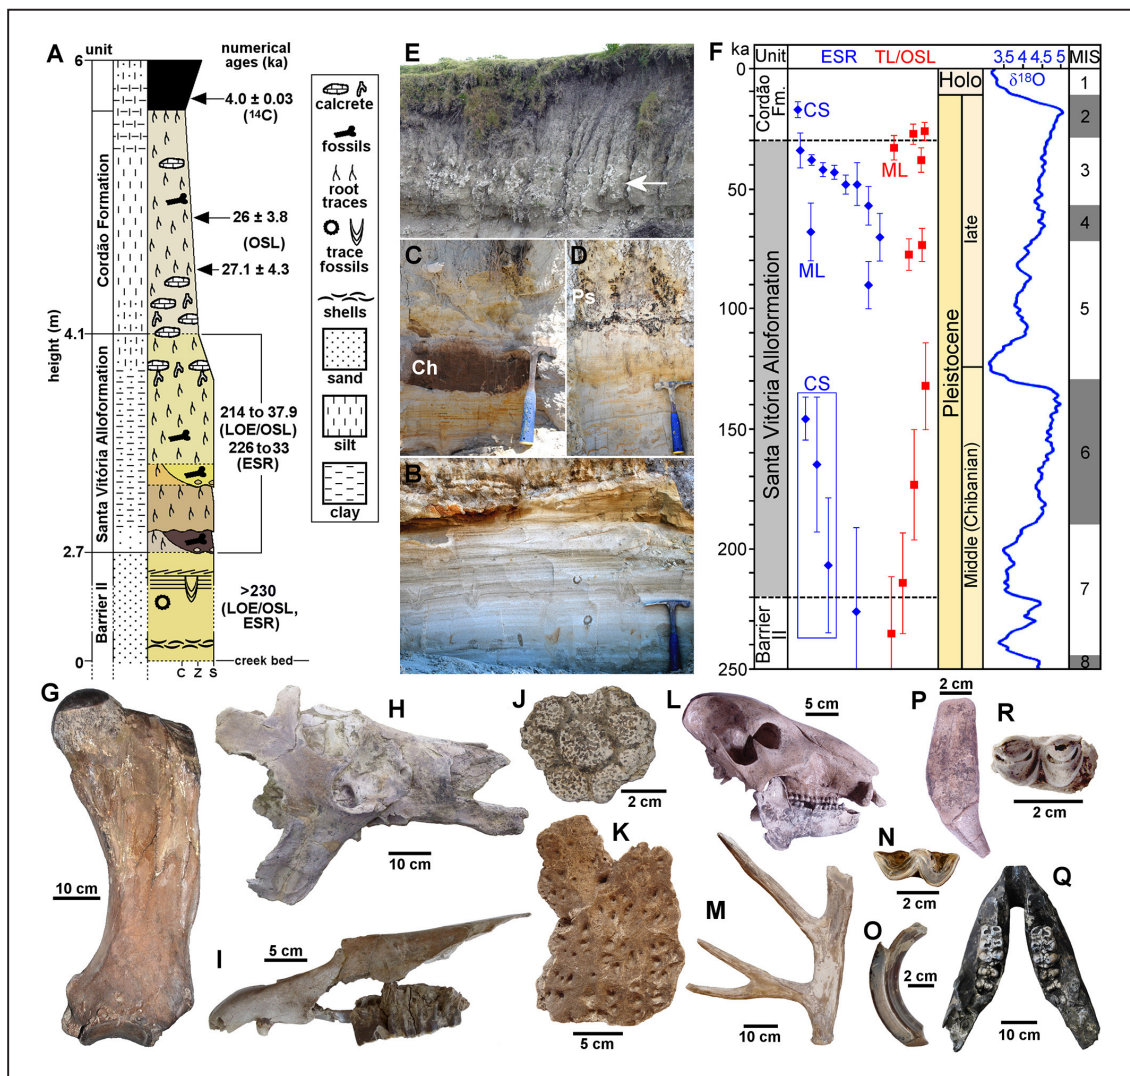 A
unit
numerical
ages (ka)
6
4.0 ± 0.03
(14C)
Cordão Formation
26 ± 3.8
(OSL)
27.1 ± 4.3
4.1
height (m)
Santa Vitória Alloformation
214 to 37.9
(LOE/OSL)
226 to 33
(ESR)
2.7
Barrier II
>230
(LOE/OSL,
ESR)
0
creek bed
C Z S
calcrete
fossils
root
traces
trace
fossils
shells
sand
silt
clay
E
C
Ch
D
Ps
B
F
ka
Unit
ESR
TL/OSL
3.5 4 4.5 5
δ18O
MIS
0
50
100
150
200
250
Cordão
Fm.
Santa Vitória Alloformation
Barrier
II
CS
ML
ML
CS
Holo
Pleistocene
late
Middle (Chibanian)
1
2
3
4
5
6
7
8
G
10 cm
H
10 cm
I
5 cm
J
2 cm
K
5 cm
L
5 cm
M
10 cm
N
2 cm
O
2 cm
P
2 cm
Q
10 cm
R
2 cm